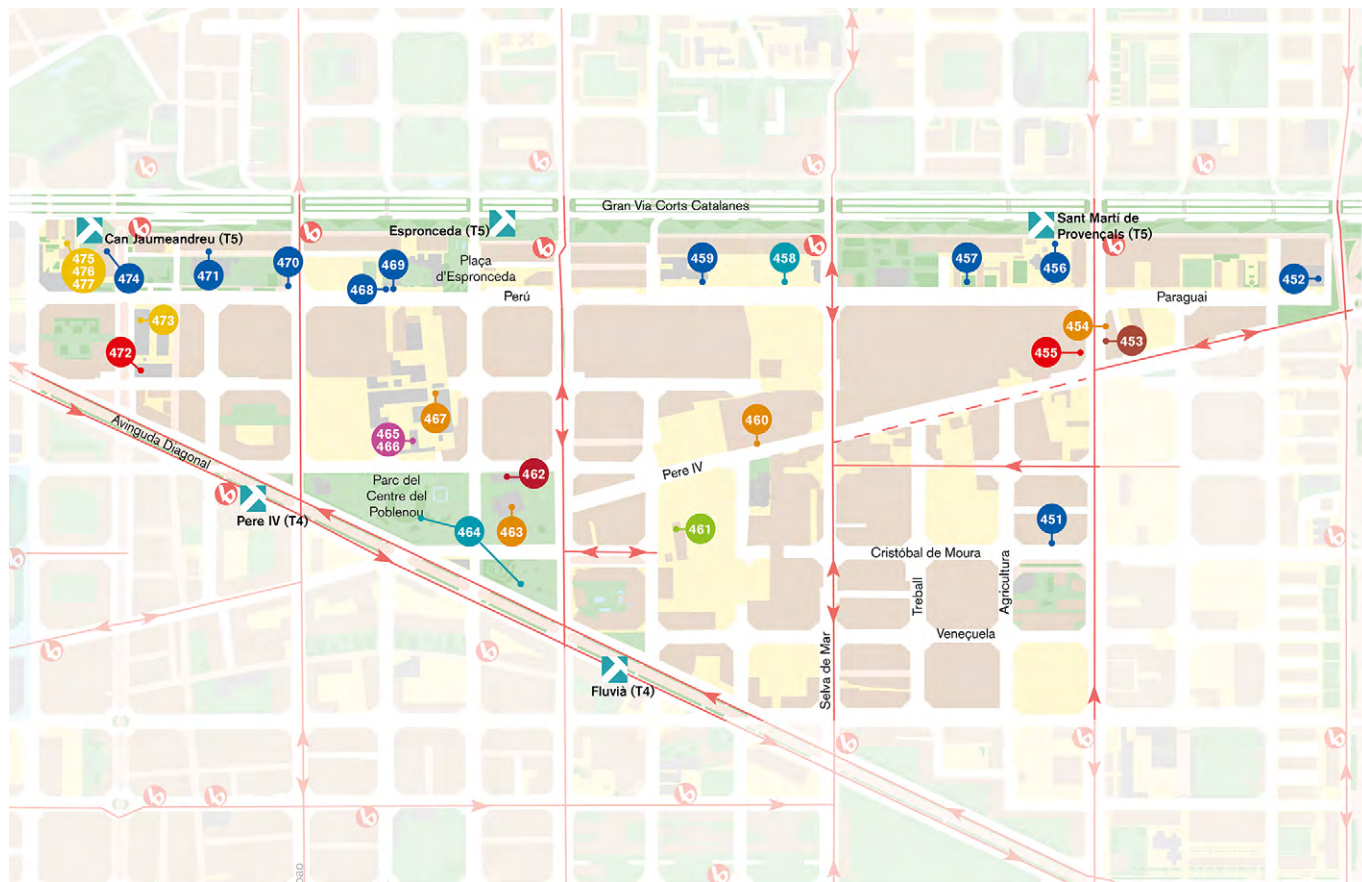 Gran Via Corts Catalanes
Can Jaumeandreu (T5)
Espronceda (T5)
Sant Martí de
Provençals (T5)
Plaça
d'Espronceda
475
476
477
474
471
470
469
468
459
458
457
456
452
Perú
Paraguai
473
472
454
453
455
467
465
466
460
Avinguda Diagonal
Pere IV
462
463
464
461
451
Parc del
Centre del
Poblenou
Pere IV (T4)
Cristóbal de Moura
Treball
Agricultura
Veneçuela
Selva de Mar
Fluvià (T4)